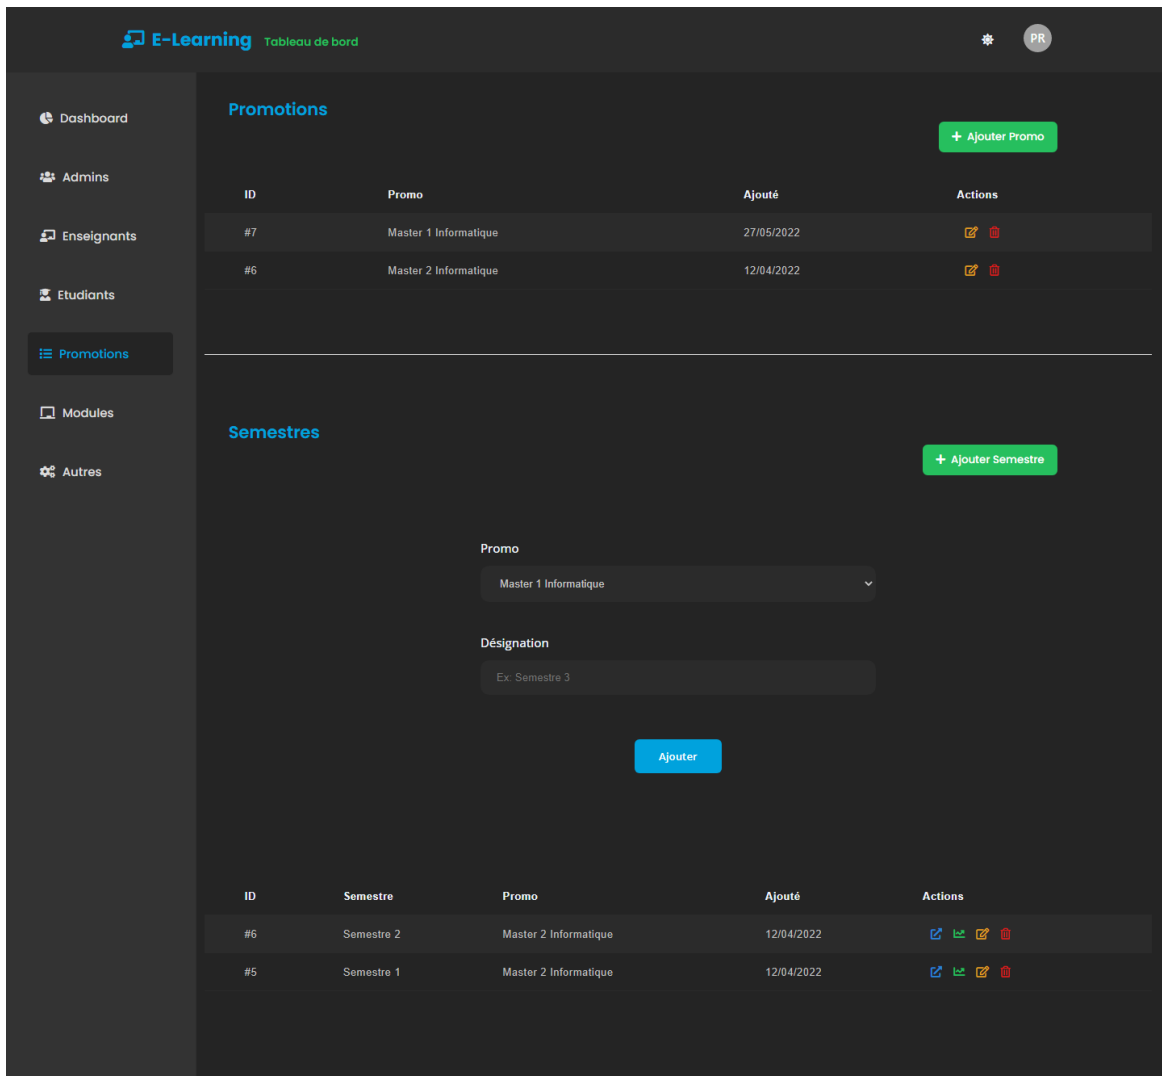 E-Learning Tableau de bord PR
Dashboard
Admins
Enseignants
Etudiants
Promotions
Modules
Autres
Promotions
+ Ajouter Promo
ID Promo Ajouté Actions
#7 Master 1 Informatique 27/05/2022
#6 Master 2 Informatique 12/04/2022
Semestres
+ Ajouter Semestre
Promo
Master 1 Informatique
Désignation
Ex: Semestre 3
Ajouter
ID Semestre Promo Ajouté Actions
#6 Semestre 2 Master 2 Informatique 12/04/2022
#5 Semestre 1 Master 2 Informatique 12/04/2022